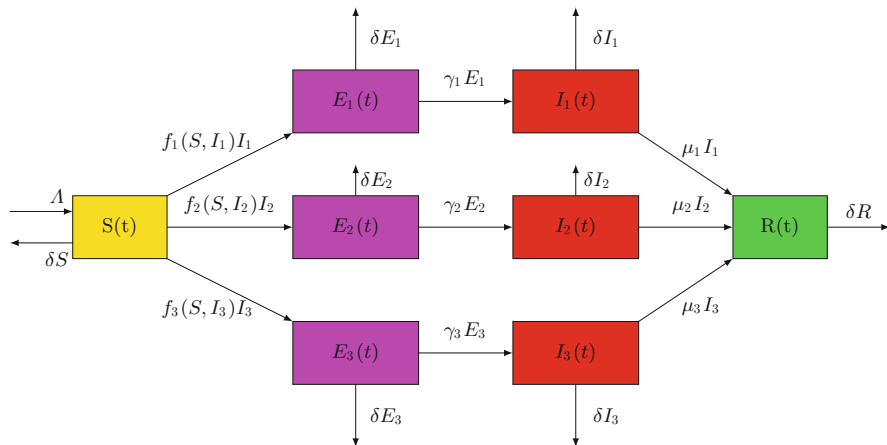 δE₁
δI₁
E₁(t)
γ₁E₁
I₁(t)
f₁(S, I₁)I₁
μ₁I₁
δE₂
δI₂
Λ
S(t)
f₂(S, I₂)I₂
E₂(t)
γ₂E₂
I₂(t)
μ₂I₂
R(t)
δR
δS
f₃(S, I₃)I₃
μ₃I₃
E₃(t)
γ₃E₃
I₃(t)
δE₃
δI₃